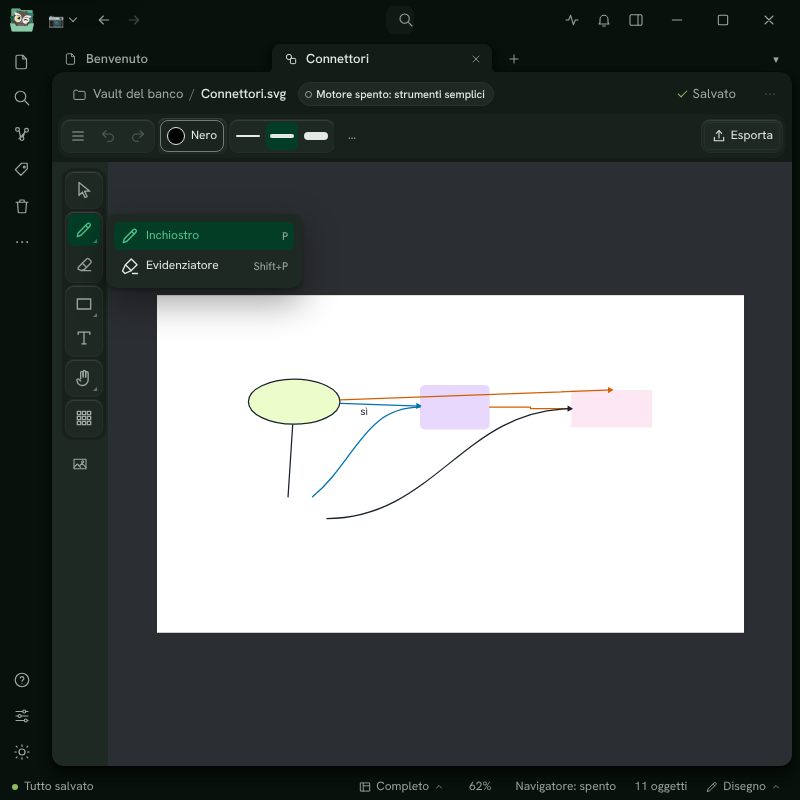 Benvenuto
Connettori
Vault del banco / Connettori.svg
Motore spento: strumenti semplici
Salvato
...
Nero
...
Esporta
Inchiostro P
Evidenziatore Shift+P
sì
Tutto salvato
Completo
62%
Navigatore: spento
11 oggetti
Disegno